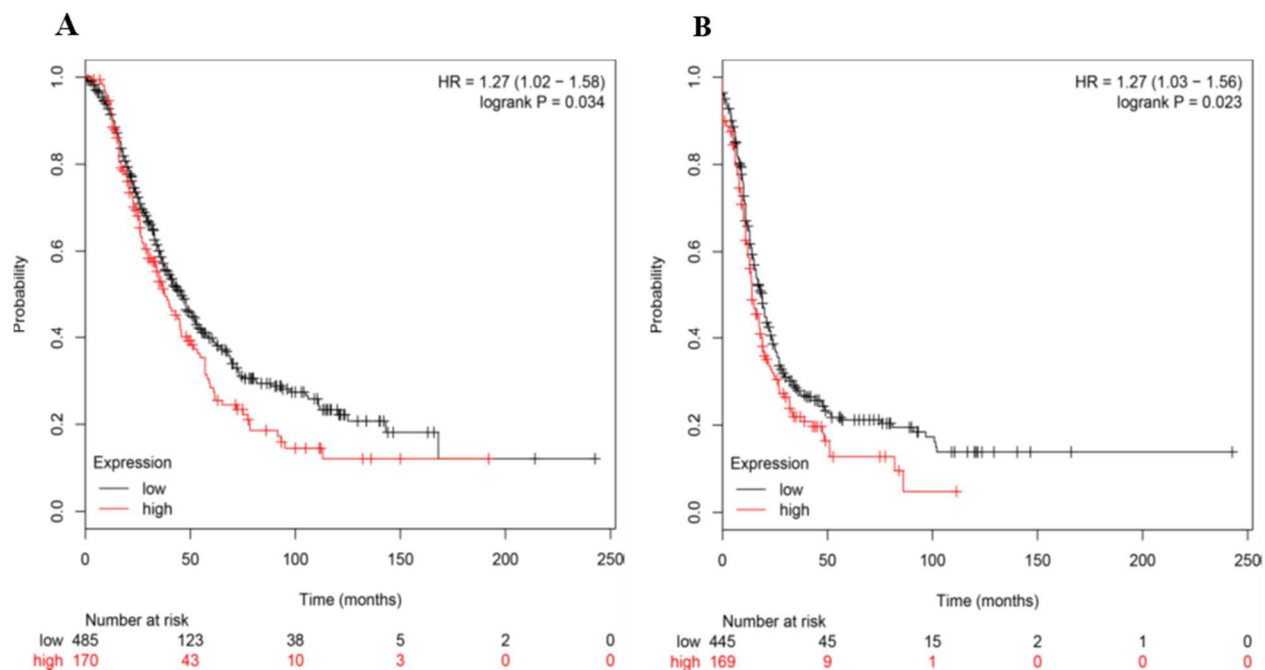 A
HR = 1.27 (1.02 − 1.58)
logrank P = 0.034
Probability
1.0
0.8
0.6
0.4
0.2
0.0
Expression
low
high
0 50 100 150 200 250
Time (months)
Number at risk
low 485 123 38 5 2 0
high 170 43 10 3 0 0
B
HR = 1.27 (1.03 − 1.56)
logrank P = 0.023
Probability
1.0
0.8
0.6
0.4
0.2
0.0
Expression
low
high
0 50 100 150 200 250
Time (months)
Number at risk
low 445 45 15 2 1 0
high 169 9 1 0 0 0